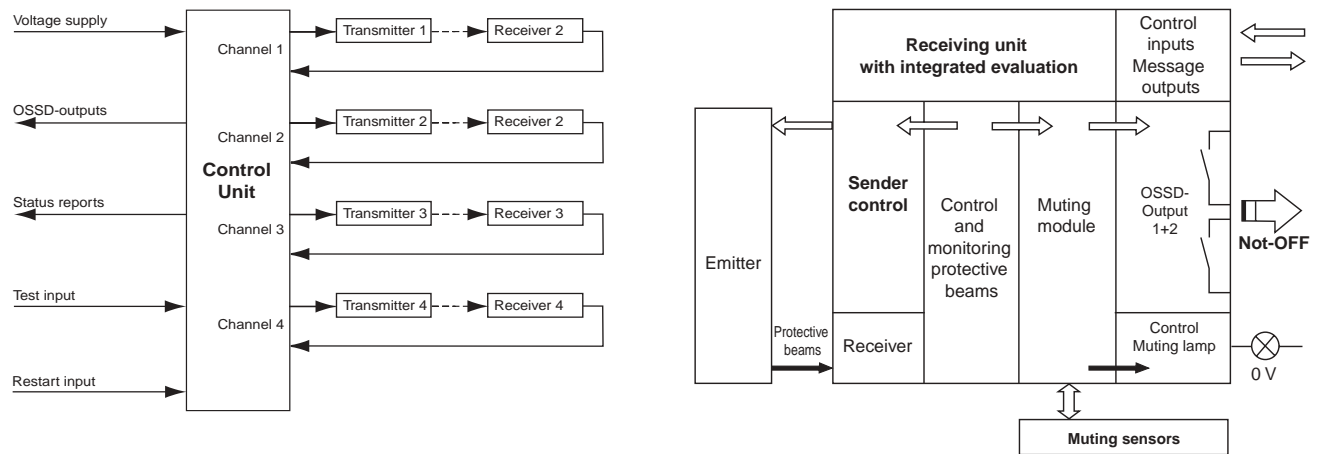 Voltage supply
Channel 1
Transmitter 1
Receiver 2
OSSD-outputs
Channel 2
Transmitter 2
Receiver 2
Control
Unit
Status reports
Channel 3
Transmitter 3
Receiver 3
Test input
Channel 4
Transmitter 4
Receiver 4
Restart input
Receiving unit
with integrated evaluation
Control
inputs
Message
outputs
Emitter
Sender
control
Control
and
monitoring
protective
beams
Muting
module
OSSD-
Output
1+2
Not-OFF
Protective
beams
Receiver
Control
Muting lamp
0 V
Muting sensors